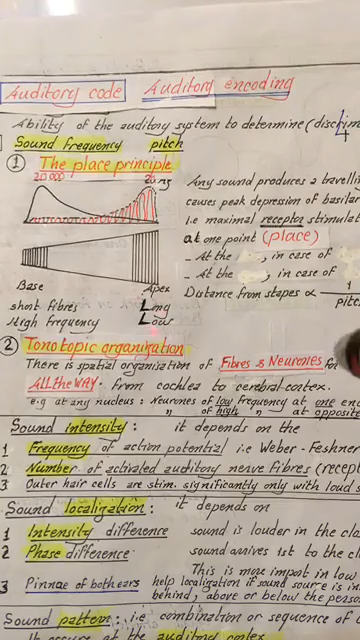 Auditory code Auditory encoding
Ability of the auditory system to determine (discrim
Sound frequency pitch
① The place principle
20 000 20 Hz
Any sound produces a travelli
causes peak depression of basilar
i.e maximal receptor stimulat
at one point (place)
_ At the , in case of
_ At the , in case of
Base Apex
Distance from stapes ∝ 1
pitc
short fibres Long
High frequency Low
② Tonotopic organization
There is spatial organization of Fibres & Neurones for
All the WAY. from cochlea to cerebral cortex.
e.g at any nucleus: Neurones of low frequency at one end
" of high " at opposite
Sound intensity: it depends on the
1 Frequency of action potential i.e Weber-Feshner
2 Number of activated auditory nerve fibres (recept
3 Outer hair cells are stim. significantly only with loud s
Sound localization: it depends on
1 Intensity difference sound is louder in the clo
2 Phase difference sound arrives 1st to the cl
This is more imp. in low
3 Pinnae of both ears help localization if sound source is in
behind, above or below the person
Sound pattern: i.e combination or sequence of
It occurs at the auditory cortex